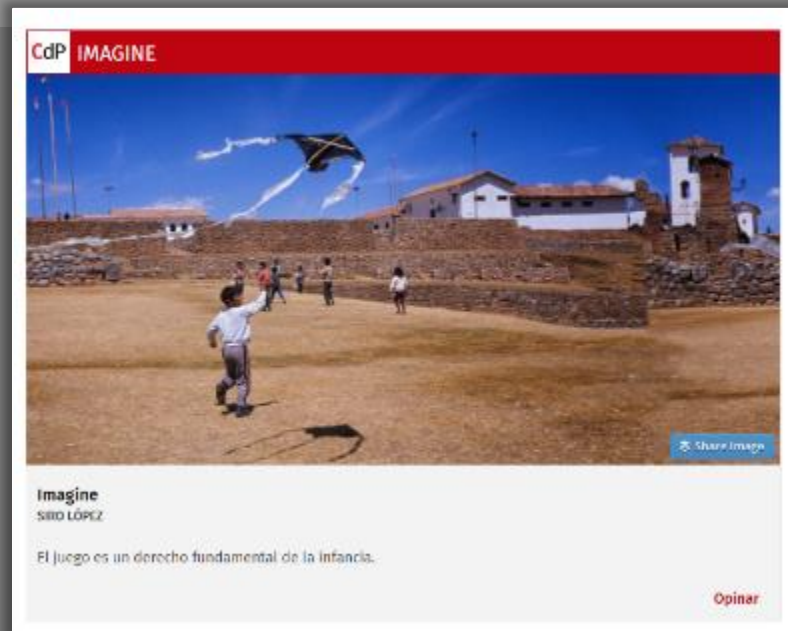 CdP IMAGINE
Share Image
Imagine
SIRO LÓPEZ
El juego es un derecho fundamental de la infancia.
Opinar